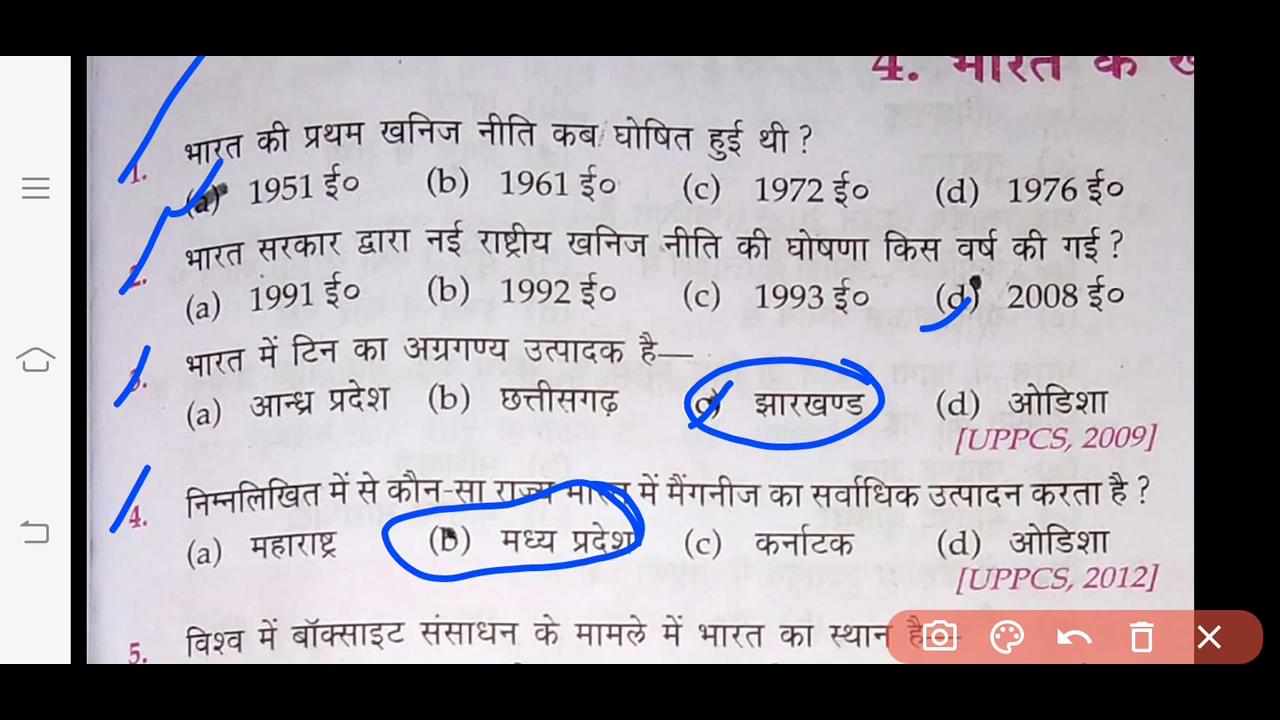 4. भारत के
1. भारत की प्रथम खनिज नीति कब घोषित हुई थी ?
(a) 1951 ई० (b) 1961 ई० (c) 1972 ई० (d) 1976 ई०
2. भारत सरकार द्वारा नई राष्ट्रीय खनिज नीति की घोषणा किस वर्ष की गई ?
(a) 1991 ई० (b) 1992 ई० (c) 1993 ई० (d) 2008 ई०
3. भारत में टिन का अग्रगण्य उत्पादक है—
(a) आन्ध्र प्रदेश (b) छत्तीसगढ़ (c) झारखण्ड (d) ओडिशा
[UPPCS, 2009]
4. निम्नलिखित में से कौन-सा राज्य भारत में मैंगनीज का सर्वाधिक उत्पादन करता है ?
(a) महाराष्ट्र (b) मध्य प्रदेश (c) कर्नाटक (d) ओडिशा
[UPPCS, 2012]
5. विश्व में बॉक्साइट संसाधन के मामले में भारत का स्थान है—